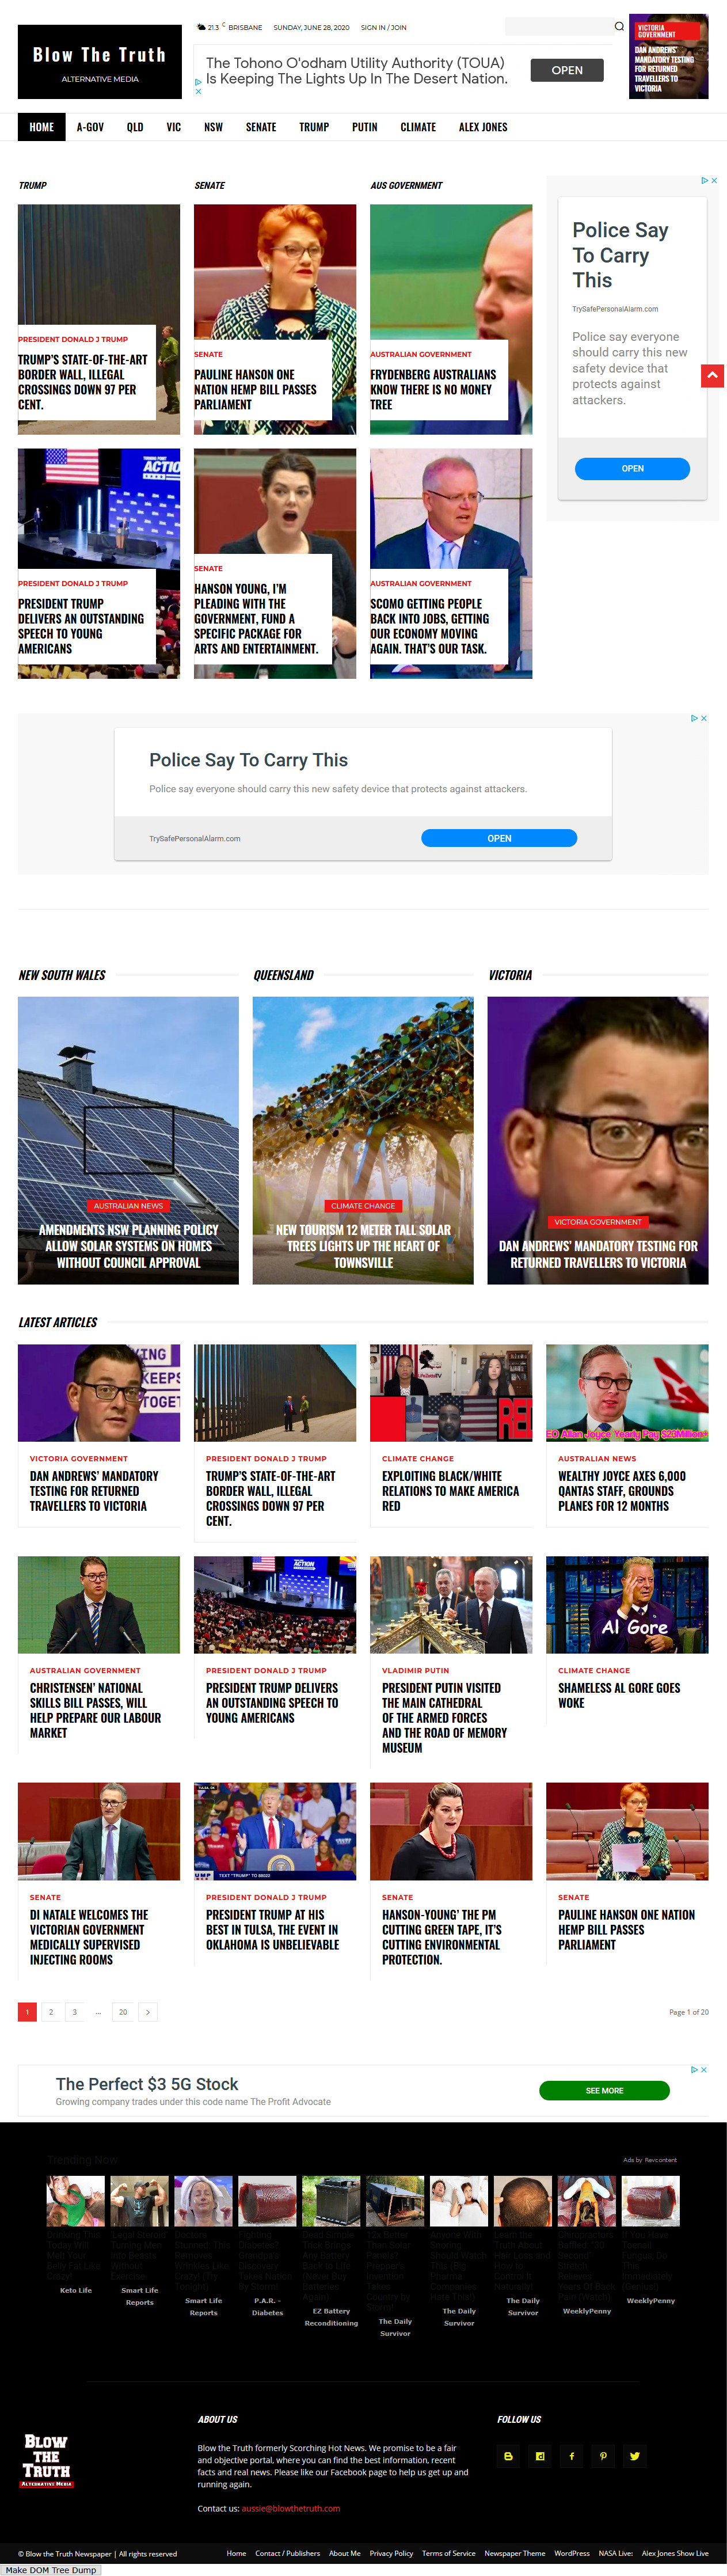 Blow The Truth
ALTERNATIVE MEDIA
21.3 C BRISBANE SUNDAY, JUNE 28, 2020 SIGN IN / JOIN
The Tohono O'odham Utility Authority (TOUA)
Is Keeping The Lights Up In The Desert Nation.
OPEN
VICTORIA
GOVERNMENT
DAN ANDREWS'
MANDATORY TESTING
FOR RETURNED
TRAVELLERS TO
VICTORIA
HOME A-GOV QLD VIC NSW SENATE TRUMP PUTIN CLIMATE ALEX JONES
TRUMP
PRESIDENT DONALD J TRUMP
TRUMP'S STATE-OF-THE-ART
BORDER WALL, ILLEGAL
CROSSINGS DOWN 97 PER
CENT.
PRESIDENT DONALD J TRUMP
PRESIDENT TRUMP
DELIVERS AN OUTSTANDING
SPEECH TO YOUNG
AMERICANS
SENATE
SENATE
PAULINE HANSON ONE
NATION HEMP BILL PASSES
PARLIAMENT
SENATE
HANSON YOUNG, I'M
PLEADING WITH THE
GOVERNMENT, FUND A
SPECIFIC PACKAGE FOR
ARTS AND ENTERTAINMENT.
AUS GOVERNMENT
AUSTRALIAN GOVERNMENT
FRYDENBERG AUSTRALIANS
KNOW THERE IS NO MONEY
TREE
AUSTRALIAN GOVERNMENT
SCOMO GETTING PEOPLE
BACK INTO JOBS, GETTING
OUR ECONOMY MOVING
AGAIN. THAT'S OUR TASK.
Police Say
To Carry
This
TrySafePersonalAlarm.com
Police say everyone
should carry this new
safety device that
protects against
attackers.
OPEN
Police Say To Carry This
Police say everyone should carry this new safety device that protects against attackers.
TrySafePersonalAlarm.com
OPEN
NEW SOUTH WALES
AUSTRALIAN NEWS
AMENDMENTS NSW PLANNING POLICY
ALLOW SOLAR SYSTEMS ON HOMES
WITHOUT COUNCIL APPROVAL
QUEENSLAND
CLIMATE CHANGE
NEW TOURISM 12 METER TALL SOLAR
TREES LIGHTS UP THE HEART OF
TOWNSVILLE
VICTORIA
VICTORIA GOVERNMENT
DAN ANDREWS' MANDATORY TESTING FOR
RETURNED TRAVELLERS TO VICTORIA
LATEST ARTICLES
VICTORIA GOVERNMENT
DAN ANDREWS' MANDATORY
TESTING FOR RETURNED
TRAVELLERS TO VICTORIA
PRESIDENT DONALD J TRUMP
TRUMP'S STATE-OF-THE-ART
BORDER WALL, ILLEGAL
CROSSINGS DOWN 97 PER
CENT.
CLIMATE CHANGE
EXPLOITING BLACK/WHITE
RELATIONS TO MAKE AMERICA
RED
CEO Allan Joyce Yearly Pay $23Million+
AUSTRALIAN NEWS
WEALTHY JOYCE AXES 6,000
QANTAS STAFF, GROUNDS
PLANES FOR 12 MONTHS
AUSTRALIAN GOVERNMENT
CHRISTENSEN' NATIONAL
SKILLS BILL PASSES, WILL
HELP PREPARE OUR LABOUR
MARKET
PRESIDENT DONALD J TRUMP
PRESIDENT TRUMP DELIVERS
AN OUTSTANDING SPEECH TO
YOUNG AMERICANS
VLADIMIR PUTIN
PRESIDENT PUTIN VISITED
THE MAIN CATHEDRAL
OF THE ARMED FORCES
AND THE ROAD OF MEMORY
MUSEUM
Al Gore
CLIMATE CHANGE
SHAMELESS AL GORE GOES
WOKE
SENATE
DI NATALE WELCOMES THE
VICTORIAN GOVERNMENT
MEDICALLY SUPERVISED
INJECTING ROOMS
TEXT "TRUMP" TO 88022
PRESIDENT DONALD J TRUMP
PRESIDENT TRUMP AT HIS
BEST IN TULSA, THE EVENT IN
OKLAHOMA IS UNBELIEVABLE
SENATE
HANSON-YOUNG' THE PM
CUTTING GREEN TAPE, IT'S
CUTTING ENVIRONMENTAL
PROTECTION.
SENATE
PAULINE HANSON ONE NATION
HEMP BILL PASSES
PARLIAMENT
1 2 3 ... 20
Page 1 of 20
The Perfect $3 5G Stock
Growing company trades under this code name The Profit Advocate
SEE MORE
Trending Now
Ads by Revcontent
Keto Life
Smart Life
Reports
Smart Life
Reports
P.A.R. -
Diabetes
EZ Battery
Reconditioning
The Daily
Survivor
The Daily
Survivor
The Daily
Survivor
WeeklyPenny
WeeklyPenny
BLOW
THE
TRUTH
ALTERNATIVE MEDIA
ABOUT US
Blow the Truth formerly Scorching Hot News. We promise to be a fair
and objective portal, where you can find the best information, recent
facts and real news. Please like our Facebook page to help us get up and
running again.
Contact us: aussie@blowthetruth.com
FOLLOW US
© Blow the Truth Newspaper | All rights reserved
Home Contact / Publishers About Me Privacy Policy Terms of Service Newspaper Theme WordPress NASA Live: Alex Jones Show Live
Make DOM Tree Dump